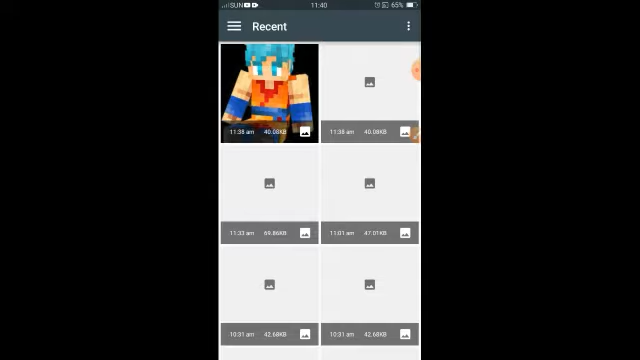 SUN 11:40 65%
Recent
11:38 am 40.08KB 11:38 am 40.08KB
11:33 am 69.86KB 11:01 am 47.01KB
10:31 am 42.68KB 10:31 am 42.68KB